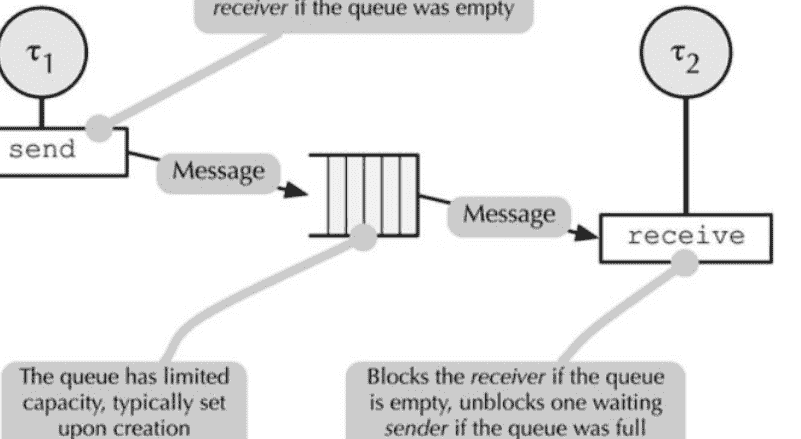 receiver if the queue was empty
τ1
τ2
send
Message
Message
receive
The queue has limited
capacity, typically set
upon creation
Blocks the receiver if the queue
is empty, unblocks one waiting
sender if the queue was full